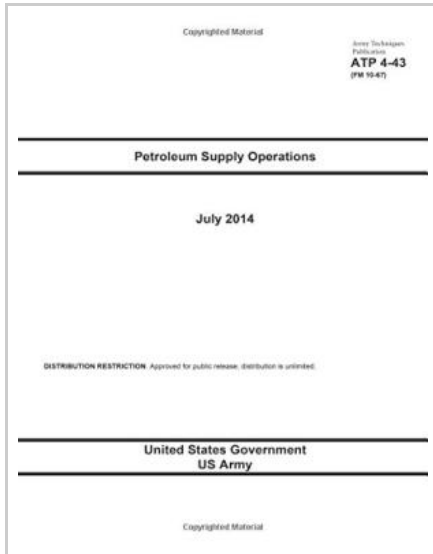 Copyrighted Material
Army Techniques
Publication
ATP 4-43
(FM 10-67)
Petroleum Supply Operations
July 2014
DISTRIBUTION RESTRICTION. Approved for public release; distribution is unlimited.
United States Government
US Army
Copyrighted Material